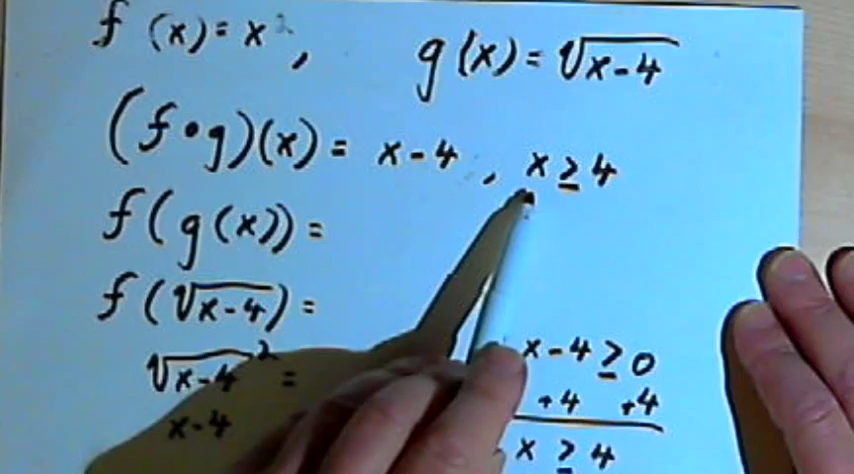 f(x) = x², g(x) = √x-4
(f∘g)(x) = x-4, x ≥ 4
f(g(x)) =
f(√x-4) =
√x-4² =
x-4
x-4 ≥ 0
+4 +4
x ≥ 4